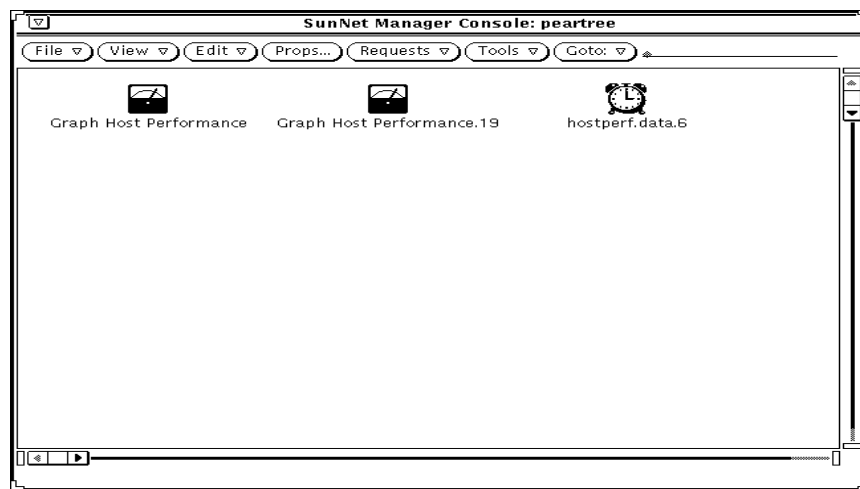 SunNet Manager Console: peartree
File View Edit Props... Requests Tools Goto:
Graph Host Performance Graph Host Performance.19 hostperf.data.6